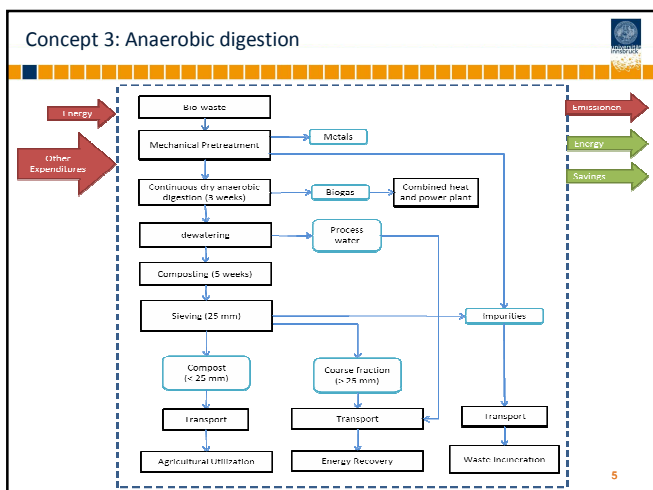 Concept 3: Anaerobic digestion
universität
innsbruck
Energy
Other
Expenditures
Bio-waste
Mechanical Pretreatment
Metals
Continuous dry anaerobic
digestion (3 weeks)
Biogas
Combined heat
and power plant
dewatering
Process
water
Composting (5 weeks)
Sieving (25 mm)
Impurities
Compost
(< 25 mm)
Coarse fraction
(> 25 mm)
Transport
Transport
Transport
Agricultural Utilization
Energy Recovery
Waste Incineration
Emissionen
Energy
Savings
5